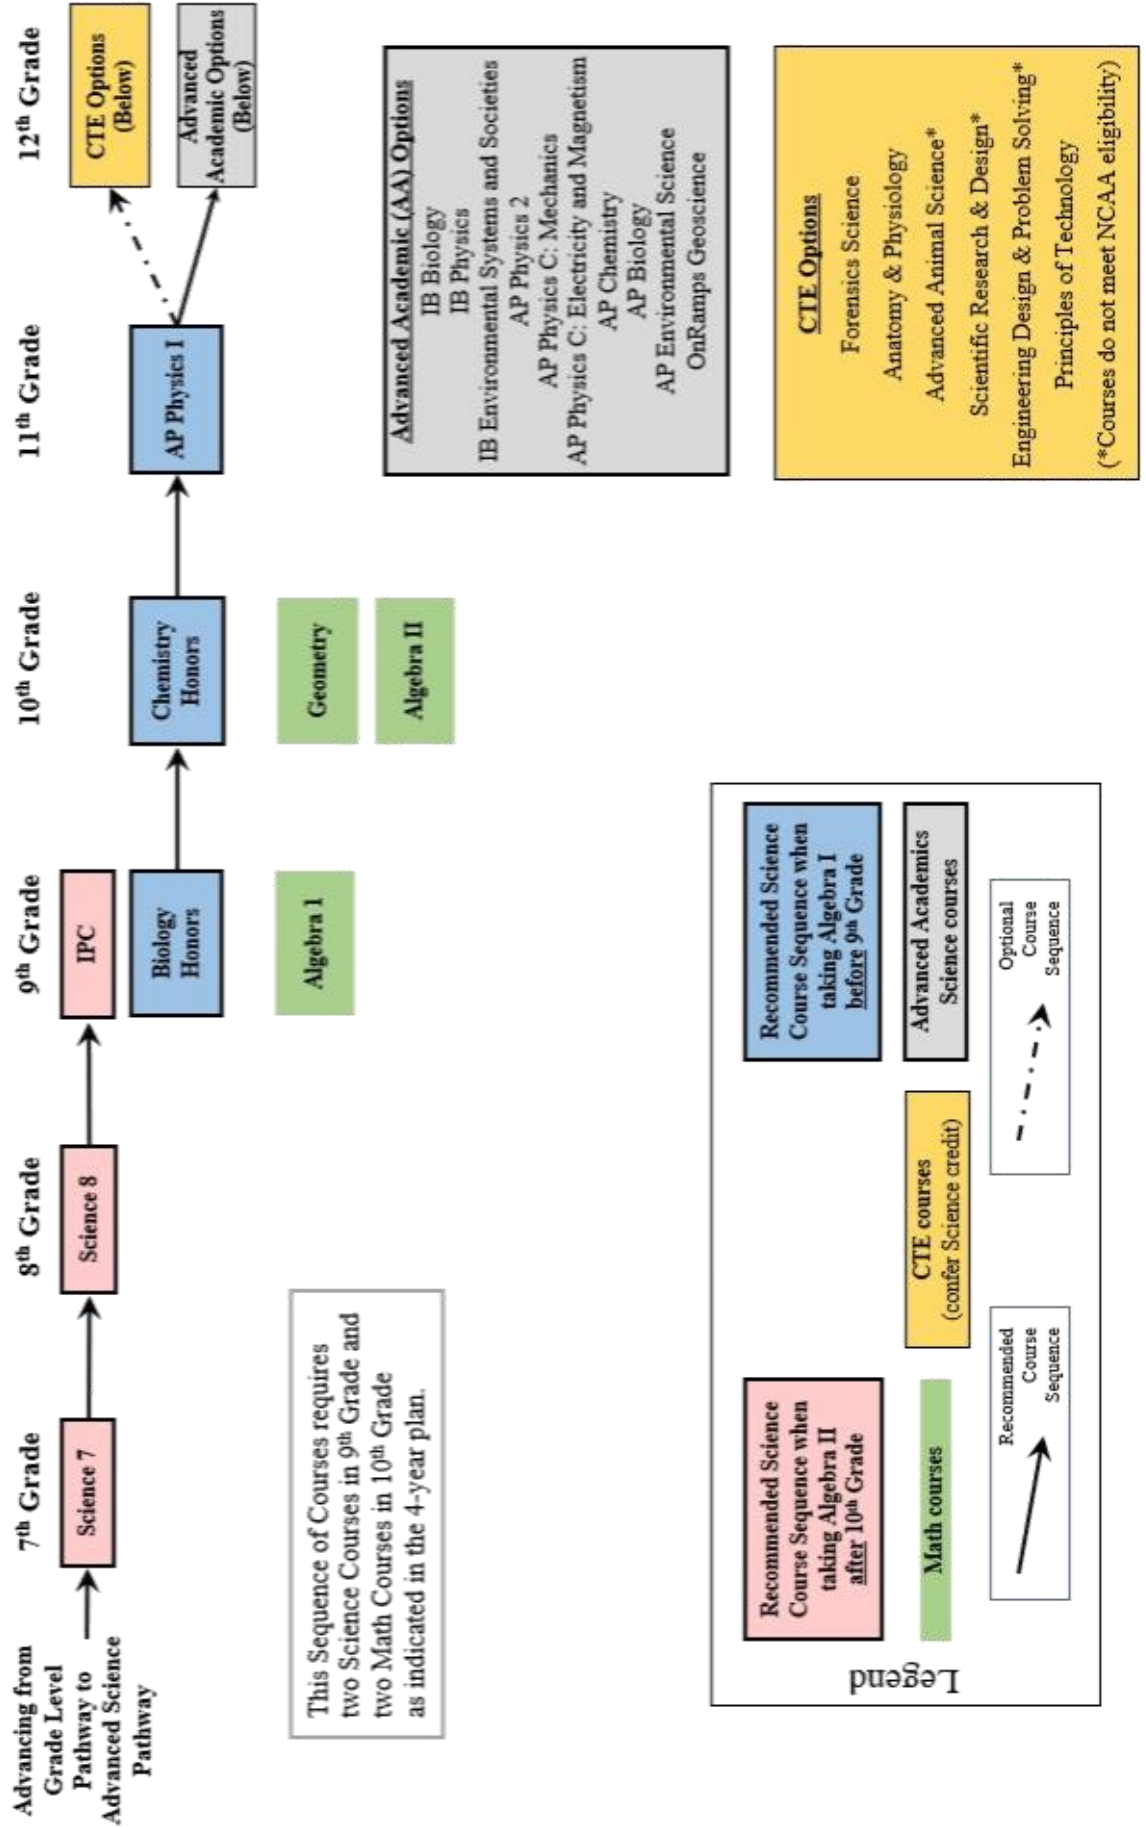 7th Grade
8th Grade
9th Grade
10th Grade
11th Grade
12th Grade
Advancing from
Grade Level
Pathway to
Advanced Science
Pathway
Science 7
Science 8
IPC
Biology
Honors
Chemistry
Honors
AP Physics I
CTE Options
(Below)
Advanced
Academic Options
(Below)
Algebra 1
Geometry
Algebra II
This Sequence of Courses requires
two Science Courses in 9th Grade and
two Math Courses in 10th Grade
as indicated in the 4-year plan.
Advanced Academic (AA) Options
IB Biology
IB Physics
IB Environmental Systems and Societies
AP Physics 2
AP Physics C: Mechanics
AP Physics C: Electricity and Magnetism
AP Chemistry
AP Biology
AP Environmental Science
OnRamps Geoscience
Legend
Recommended Science
Course Sequence when
taking Algebra II
after 10th Grade
Recommended Science
Course Sequence when
taking Algebra I
before 9th Grade
Math courses
CTE courses
(confer Science credit)
Advanced Academics
Science courses
Recommended
Course
Sequence
Optional
Course
Sequence
CTE Options
Forensics Science
Anatomy & Physiology
Advanced Animal Science*
Scientific Research & Design*
Engineering Design & Problem Solving*
Principles of Technology
(*Courses do not meet NCAA eligibility)